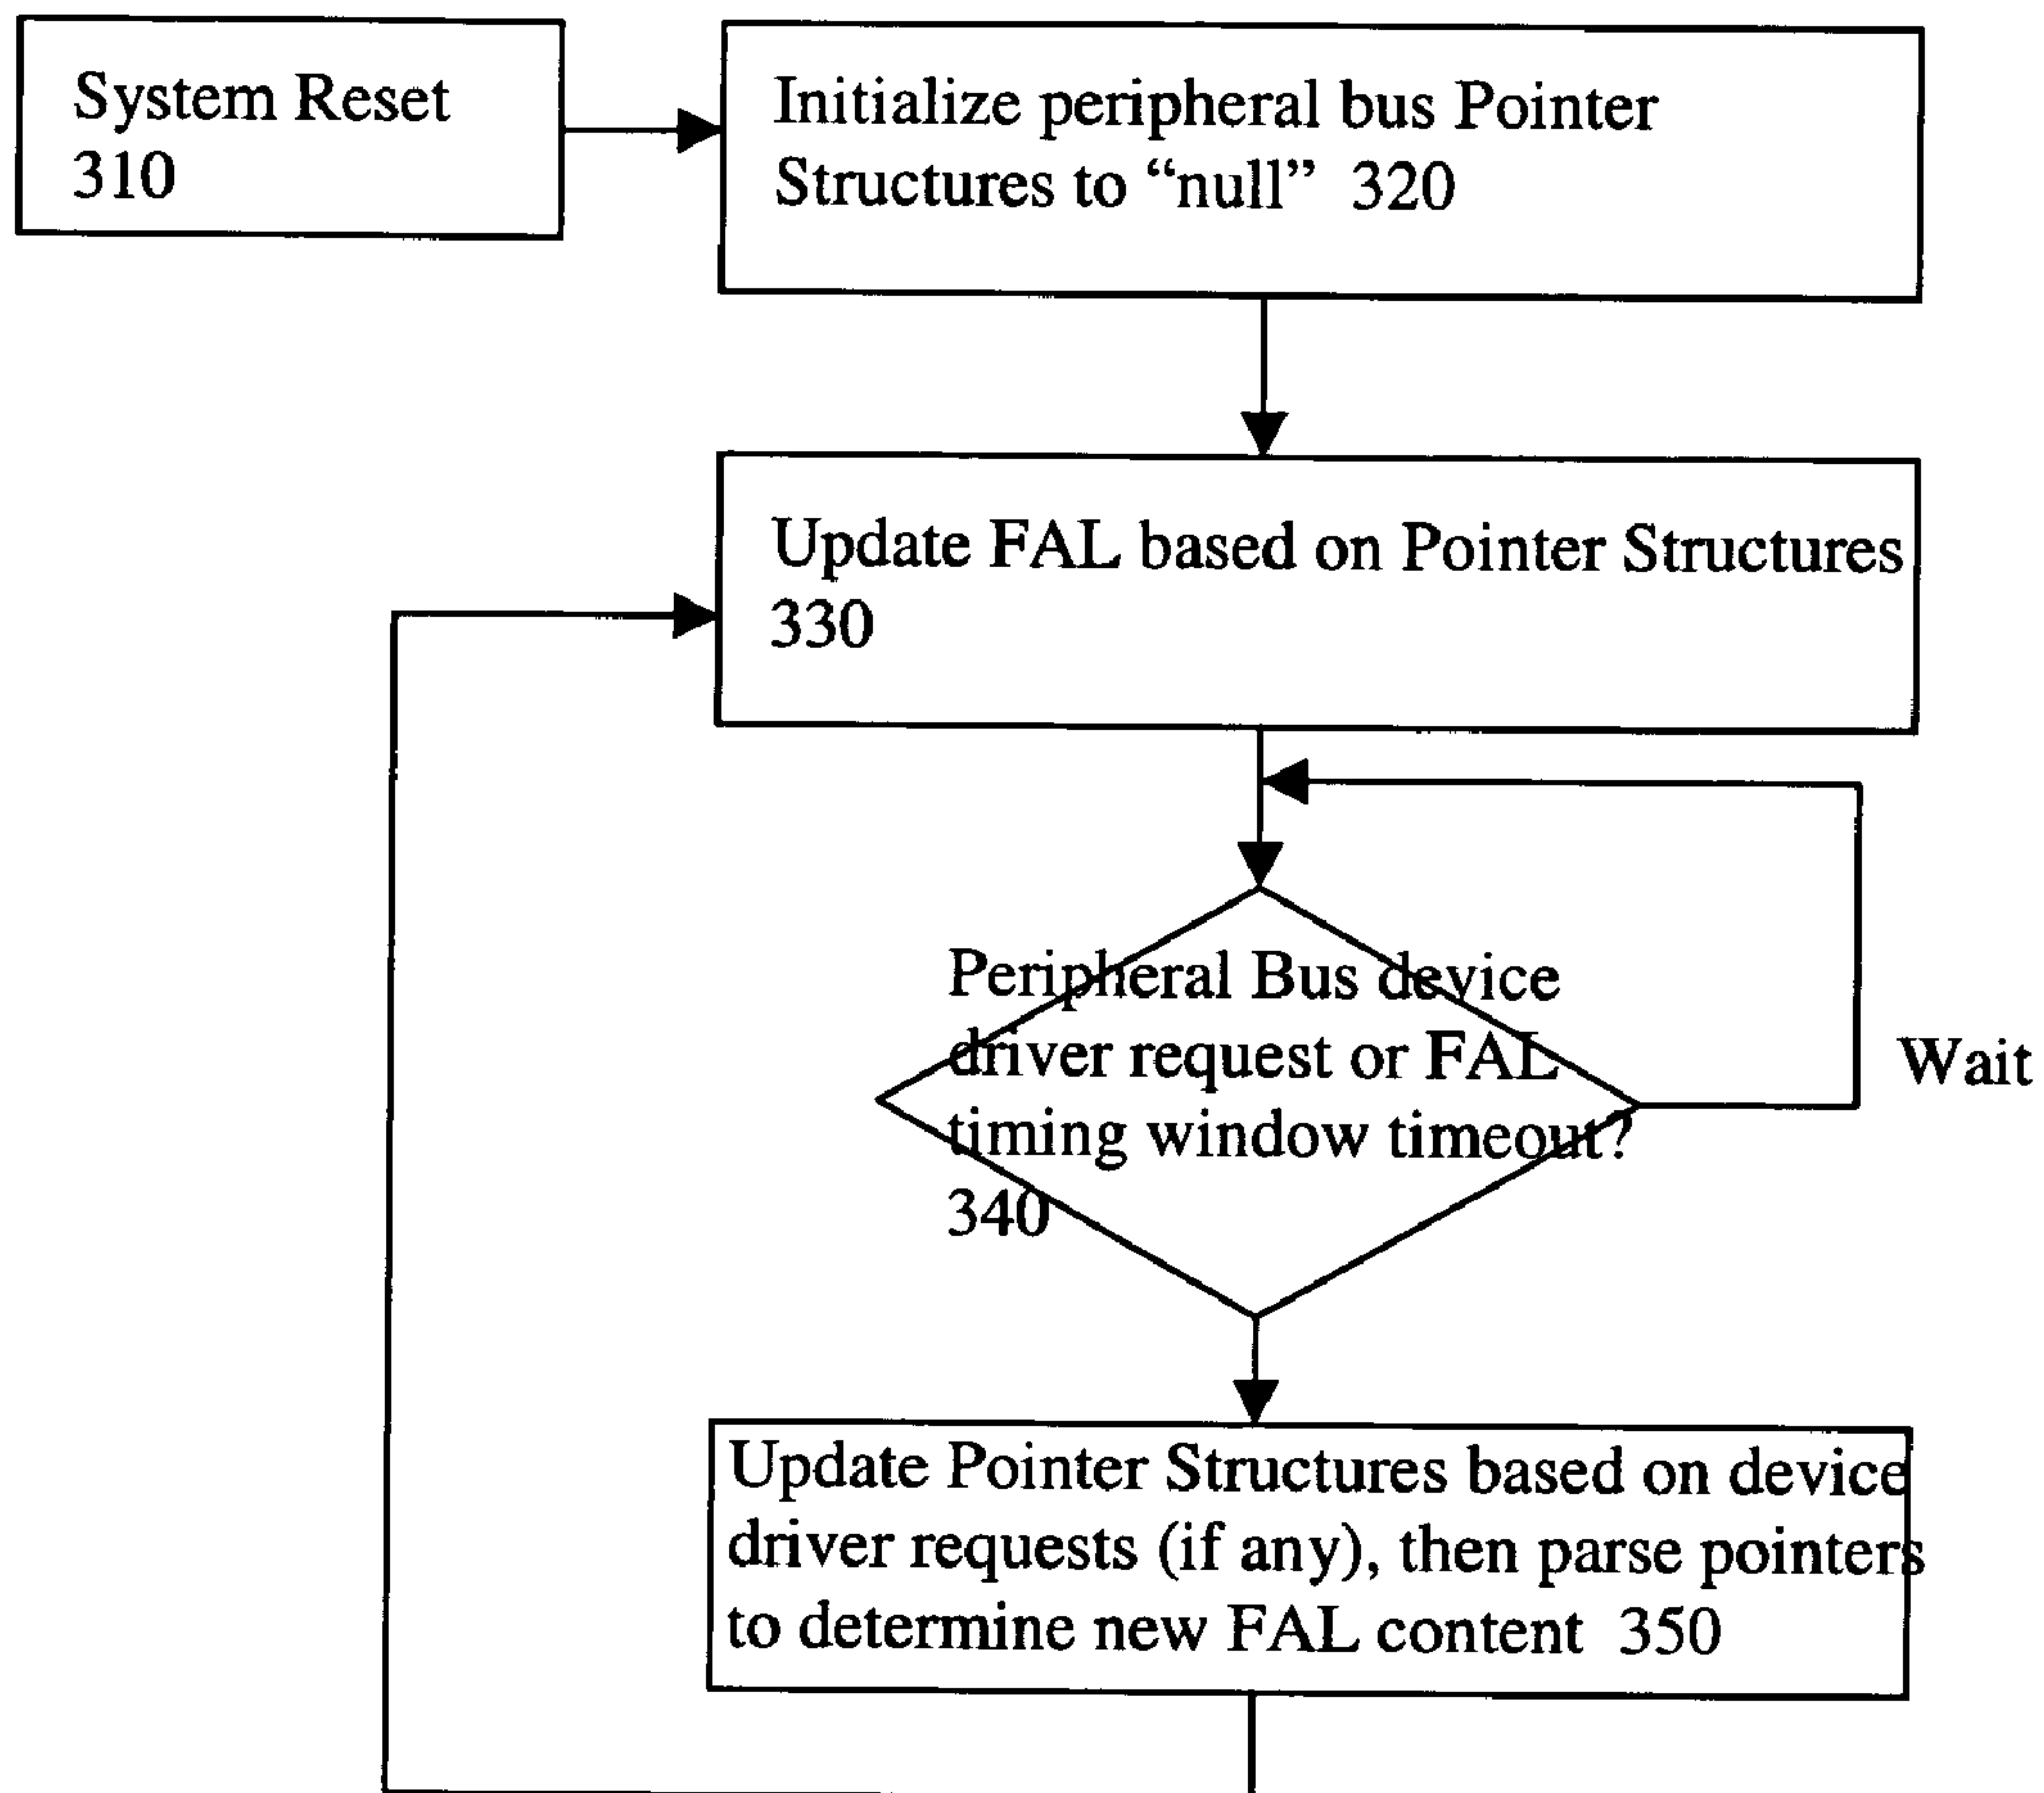 System Reset
310
Initialize peripheral bus Pointer
Structures to “null” 320
Update FAL based on Pointer Structures
330
Peripheral Bus device
driver request or FAL
timing window timeout?
340
Wait
Update Pointer Structures based on device
driver requests (if any), then parse pointers
to determine new FAL content 350